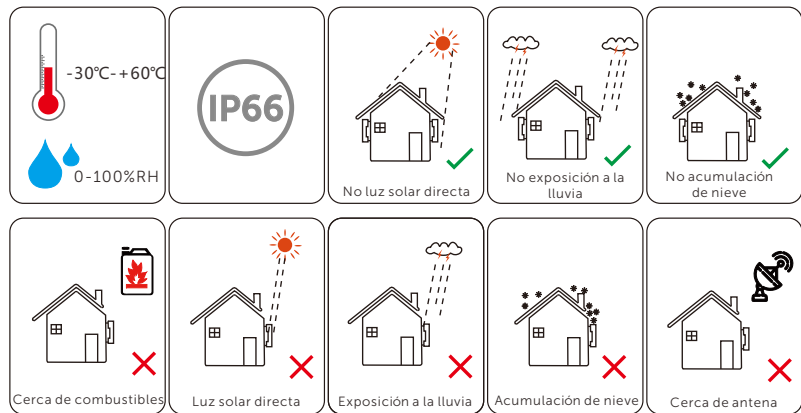 -30℃-+60℃
0-100%RH
IP66
No luz solar directa
No exposición a la
lluvia
No acumulación
de nieve
Cerca de combustibles
Luz solar directa
Exposición a la lluvia
Acumulación de nieve
Cerca de antena